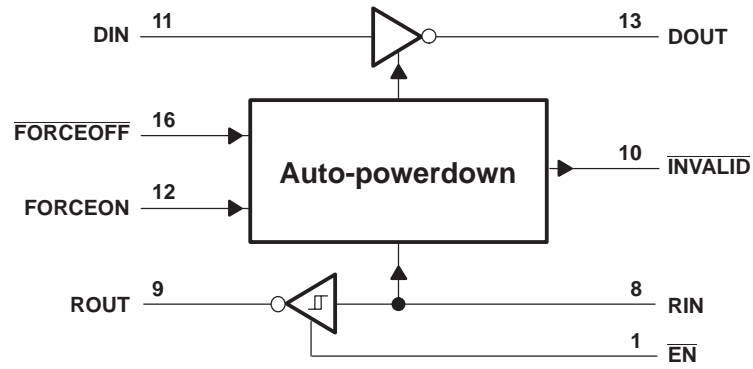 DIN 11 13 DOUT
FORCEOFF 16
Auto-powerdown
10 INVALID
FORCEON 12
ROUT 9 8 RIN
1 EN